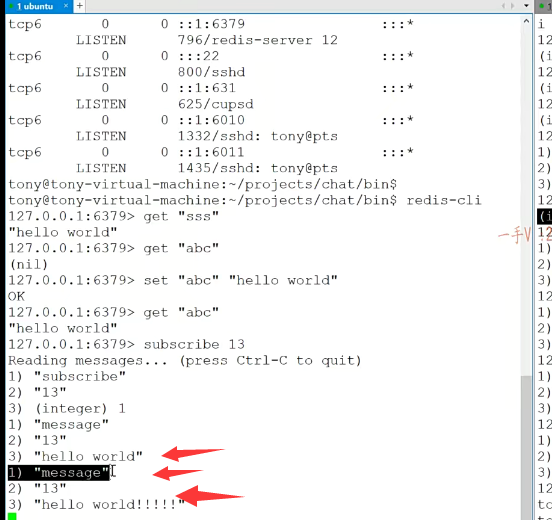 1 ubuntu
tcp6 0 0 ::1:6379 :::*
LISTEN 796/redis-server 12
tcp6 0 0 :::22 :::*
LISTEN 800/sshd
tcp6 0 0 ::1:631 :::*
LISTEN 625/cupsd
tcp6 0 0 ::1:6010 :::*
LISTEN 1332/sshd: tony@pts
tcp6 0 0 ::1:6011 :::*
LISTEN 1435/sshd: tony@pts
tony@tony-virtual-machine:~/projects/chat/bin$
tony@tony-virtual-machine:~/projects/chat/bin$ redis-cli
127.0.0.1:6379> get "sss"
"hello world"
127.0.0.1:6379> get "abc"
(nil)
127.0.0.1:6379> set "abc" "hello world"
OK
127.0.0.1:6379> get "abc"
"hello world"
127.0.0.1:6379> subscribe 13
Reading messages... (press Ctrl-C to quit)
1) "subscribe"
2) "13"
3) (integer) 1
1) "message"
2) "13"
3) "hello world"
1) "message"
2) "13"
3) "hello world!!!!!"
一手V